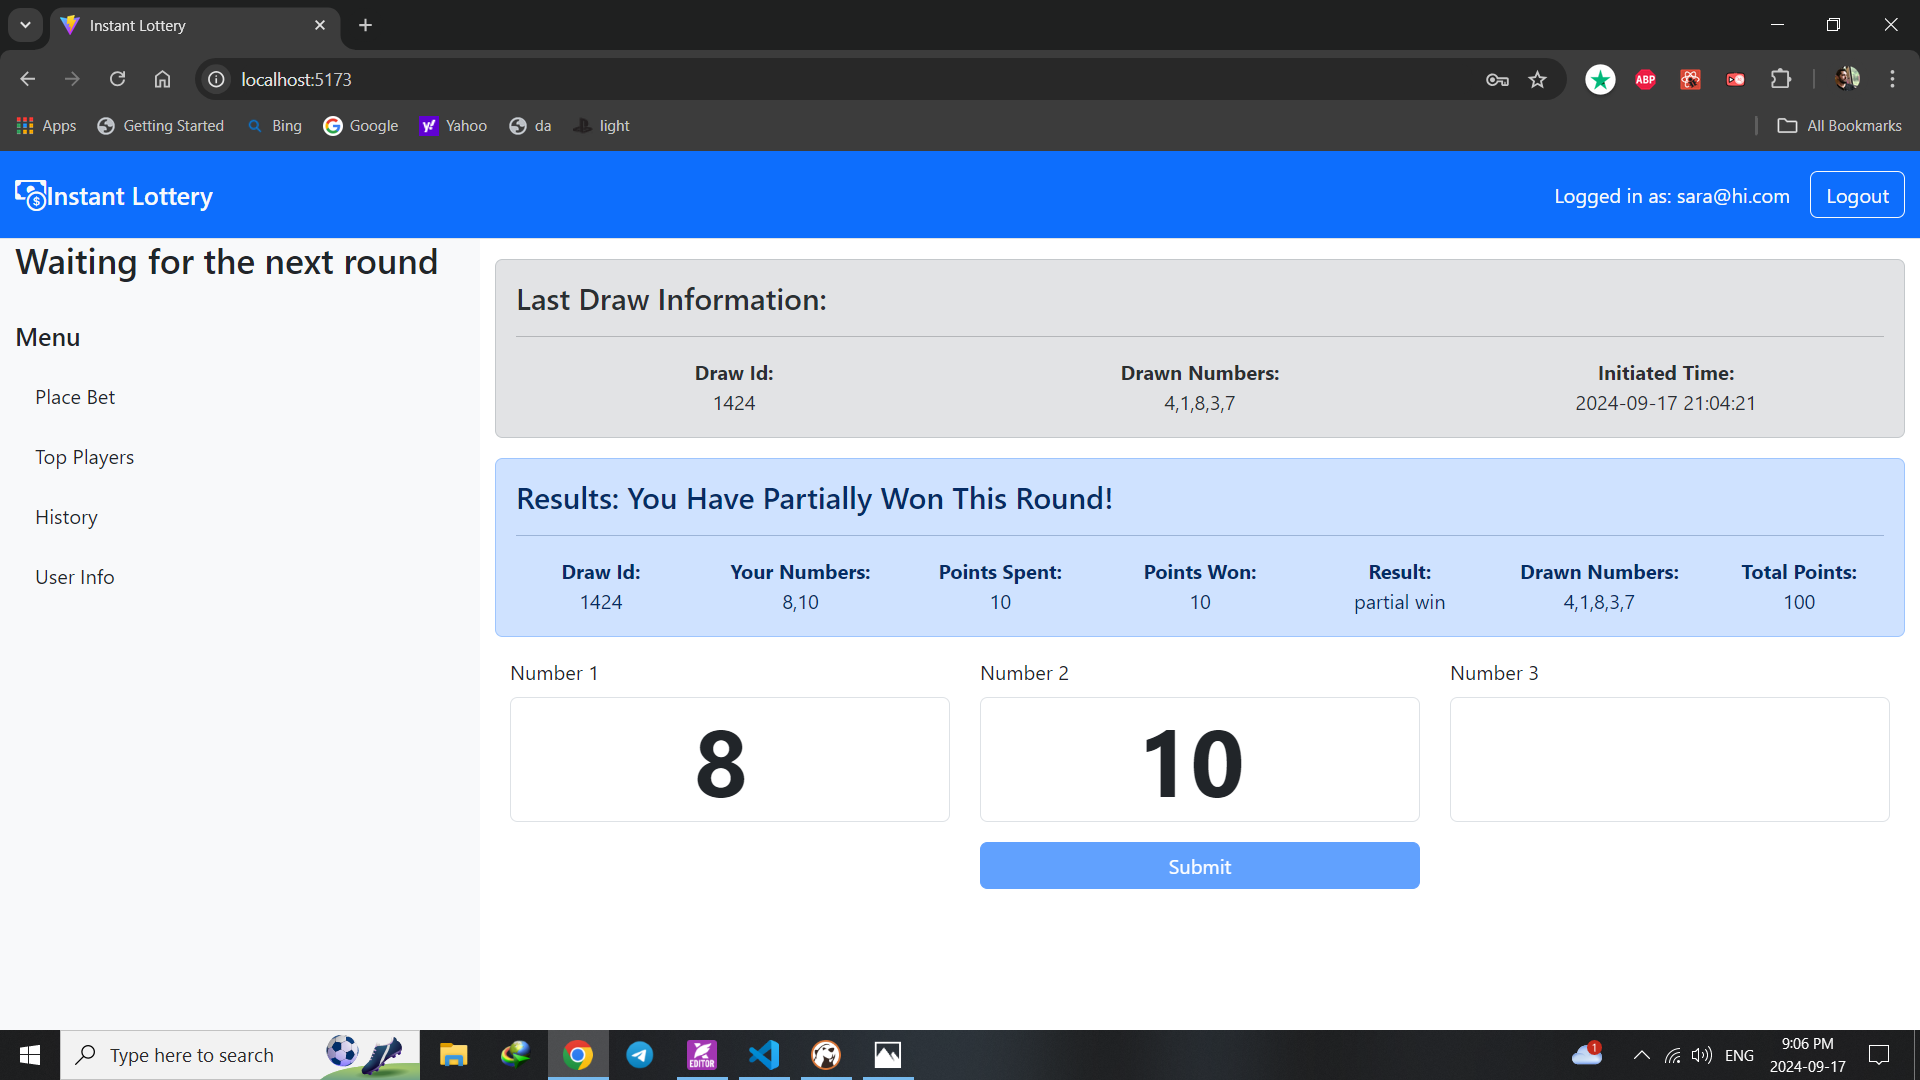 Instant Lottery
localhost:5173
ABP
Apps
Getting Started
Bing
Google
Yahoo
da
light
All Bookmarks
Instant Lottery
Logged in as: sara@hi.com
Logout
Waiting for the next round
Menu
Place Bet
Top Players
History
User Info
Last Draw Information:
Draw Id:
1424
Drawn Numbers:
4,1,8,3,7
Initiated Time:
2024-09-17 21:04:21
Results: You Have Partially Won This Round!
Draw Id:
1424
Your Numbers:
8,10
Points Spent:
10
Points Won:
10
Result:
partial win
Drawn Numbers:
4,1,8,3,7
Total Points:
100
Number 1
8
Number 2
10
Number 3
Submit
Type here to search
EDITOR
1
ENG
9:06 PM
2024-09-17